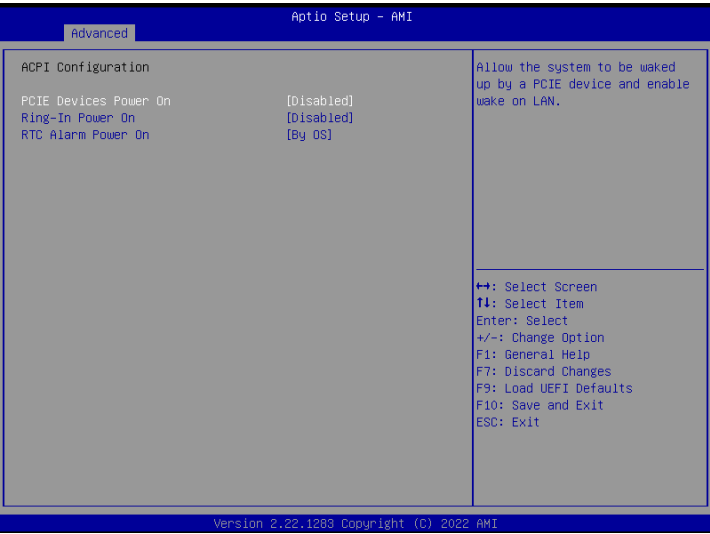 Aptio Setup – AMI
Advanced
ACPI Configuration
PCIE Devices Power On [Disabled]
Ring-In Power On [Disabled]
RTC Alarm Power On [By OS]
Allow the system to be waked
up by a PCIE device and enable
wake on LAN.
↔: Select Screen
↑↓: Select Item
Enter: Select
+/-: Change Option
F1: General Help
F7: Discard Changes
F9: Load UEFI Defaults
F10: Save and Exit
ESC: Exit
Version 2.22.1283 Copyright (C) 2022 AMI